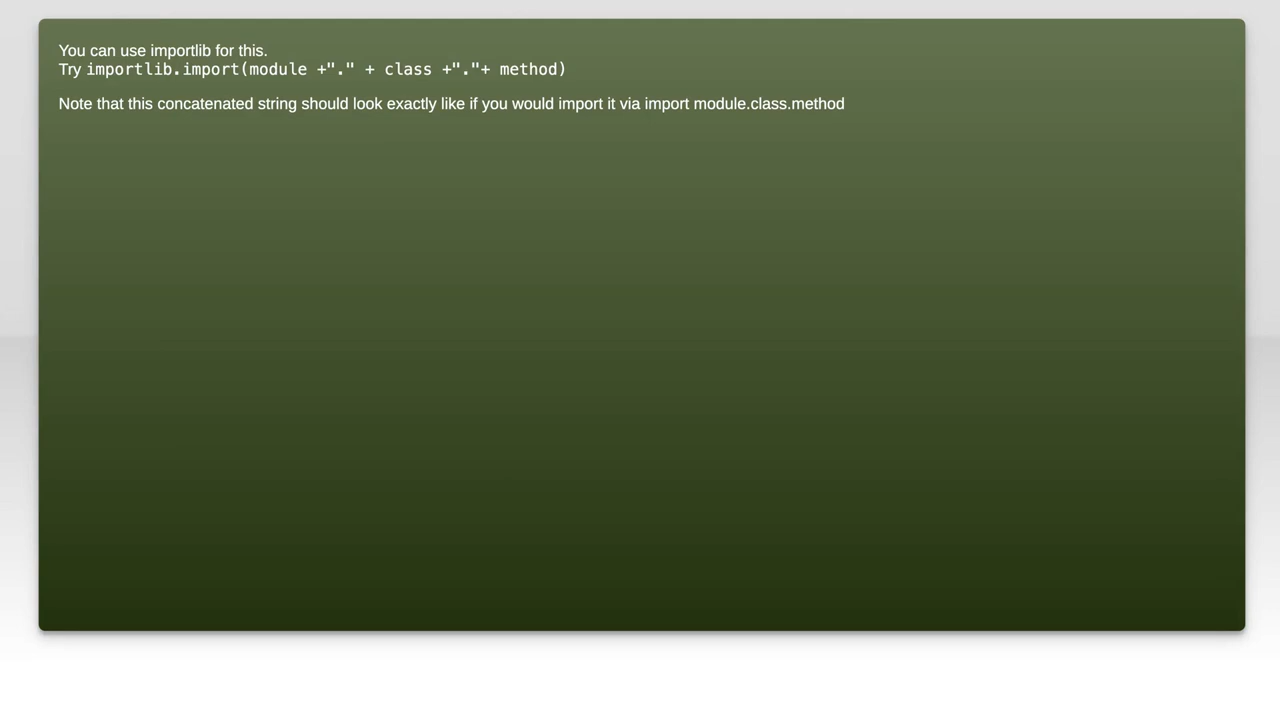 You can use importlib for this.
Try importlib.import(module +"." + class +"."+ method)
Note that this concatenated string should look exactly like if you would import it via import module.class.method